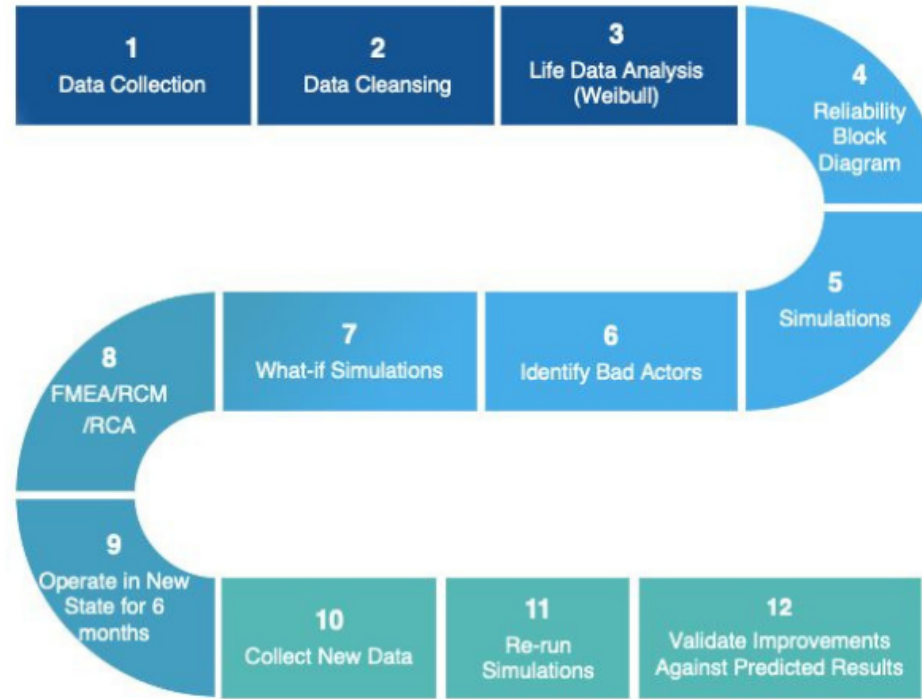 1
Data Collection
2
Data Cleansing
3
Life Data Analysis
(Weibull)
4
Reliability
Block
Diagram
5
Simulations
6
Identify Bad Actors
7
What-if Simulations
8
FMEA/RCM
/RCA
9
Operate in New
State for 6
months
10
Collect New Data
11
Re-run
Simulations
12
Validate Improvements
Against Predicted Results